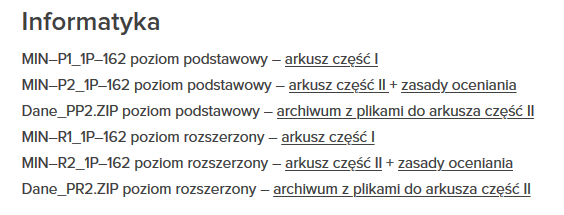 Informatyka
MIN–P1_1P–162 poziom podstawowy – arkusz część I
MIN–P2_1P–162 poziom podstawowy – arkusz część II + zasady oceniania
Dane_PP2.ZIP poziom podstawowy – archiwum z plikami do arkusza część II
MIN–R1_1P–162 poziom rozszerzony – arkusz część I
MIN–R2_1P–162 poziom rozszerzony – arkusz część II + zasady oceniania
Dane_PR2.ZIP poziom rozszerzony – archiwum z plikami do arkusza część II